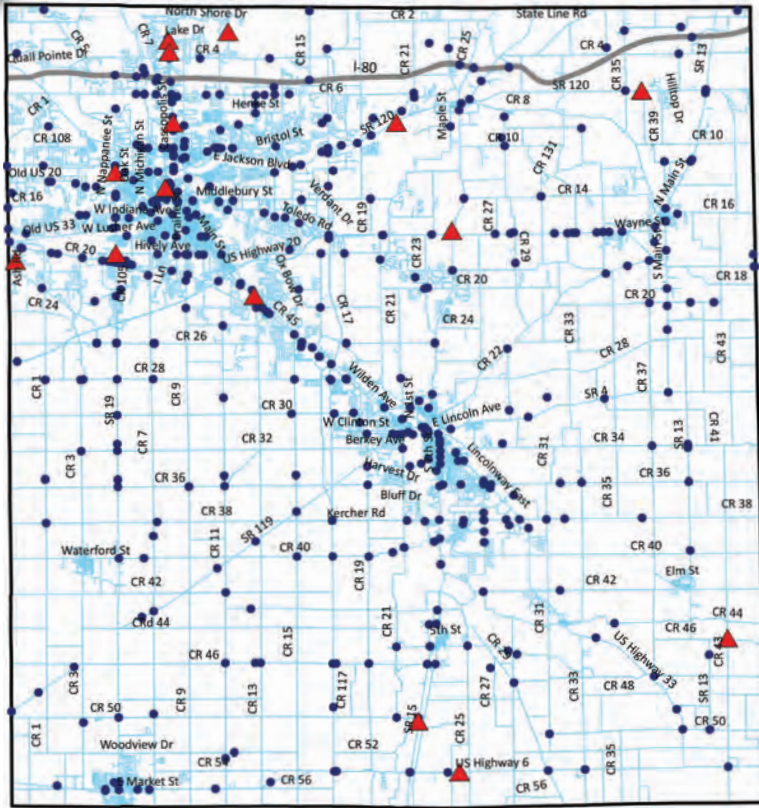 North Shore Dr
CR 2
State Line Rd
Lake Dr
CR 7
CR 4
CR 15
CR 21
CR 25
CR 4
SR 13
Quail Pointe Dr
I-80
CR 6
CR 35
SR 120
Hilltop Dr
CR 1
CR 8
Maple St
SR 120
CR 39
CR 108
Bristol St
CR 10
CR 10
N Nappanee St
N Michigan St
E Jackson Blvd
CR 131
Old US 20
CR 16
Middlebury St
Verdant Dr
CR 19
CR 14
N Main St
CR 27
CR 16
W Indiana Ave
Main St
Toledo Rd
Old US 33
W Lusher Ave
Hively Ave
US Highway 20
CR 23
CR 29
S Main St
CR 20
CR 105
J Ln
CR 20
CR 18
CR 24
CR 45
CR 21
CR 24
CR 20
CR 17
CR 33
CR 26
CR 22
CR 28
CR 43
CR 1
CR 28
CR 9
Wilden Ave
CR 37
SR 4
SR 19
CR 30
W Clinton St
E Lincoln Ave
CR 7
CR 32
Berkey Ave
CR 31
CR 34
SR 13
CR 41
CR 3
CR 36
Harvest Dr
Lincolnway East
CR 35
CR 36
Bluff Dr
CR 38
Kercher Rd
CR 38
CR 11
SR 119
Waterford St
CR 40
CR 19
CR 40
CR 42
CR 42
Elm St
CR 21
CR 31
CRd 44
CR 44
CR 15
CR 46
5th St
CR 46
CR 43
US Highway 33
CR 29
CR 9
CR 13
CR 117
CR 27
CR 33
CR 48
SR 13
CR 50
CR 1
SR 15
CR 25
CR 50
Woodview Dr
CR 52
CR 35
US Highway 6
CR 56
CR 56
Market St